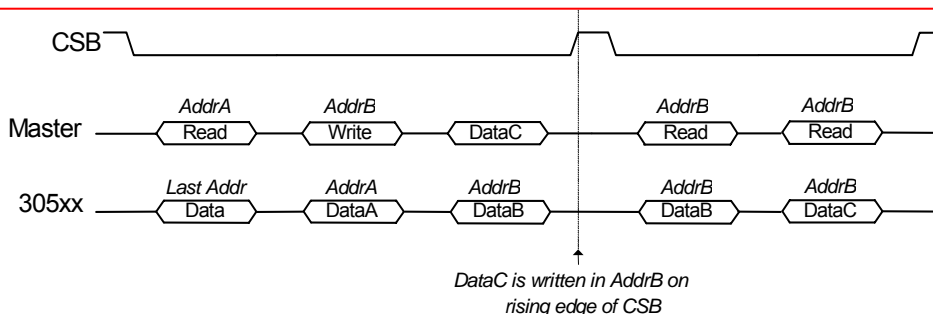 CSB
AddrA AddrB AddrB AddrB
Master Read Write DataC Read Read
Last Addr AddrA AddrB AddrB AddrB
305xx Data DataA DataB DataB DataC
DataC is written in AddrB on
rising edge of CSB